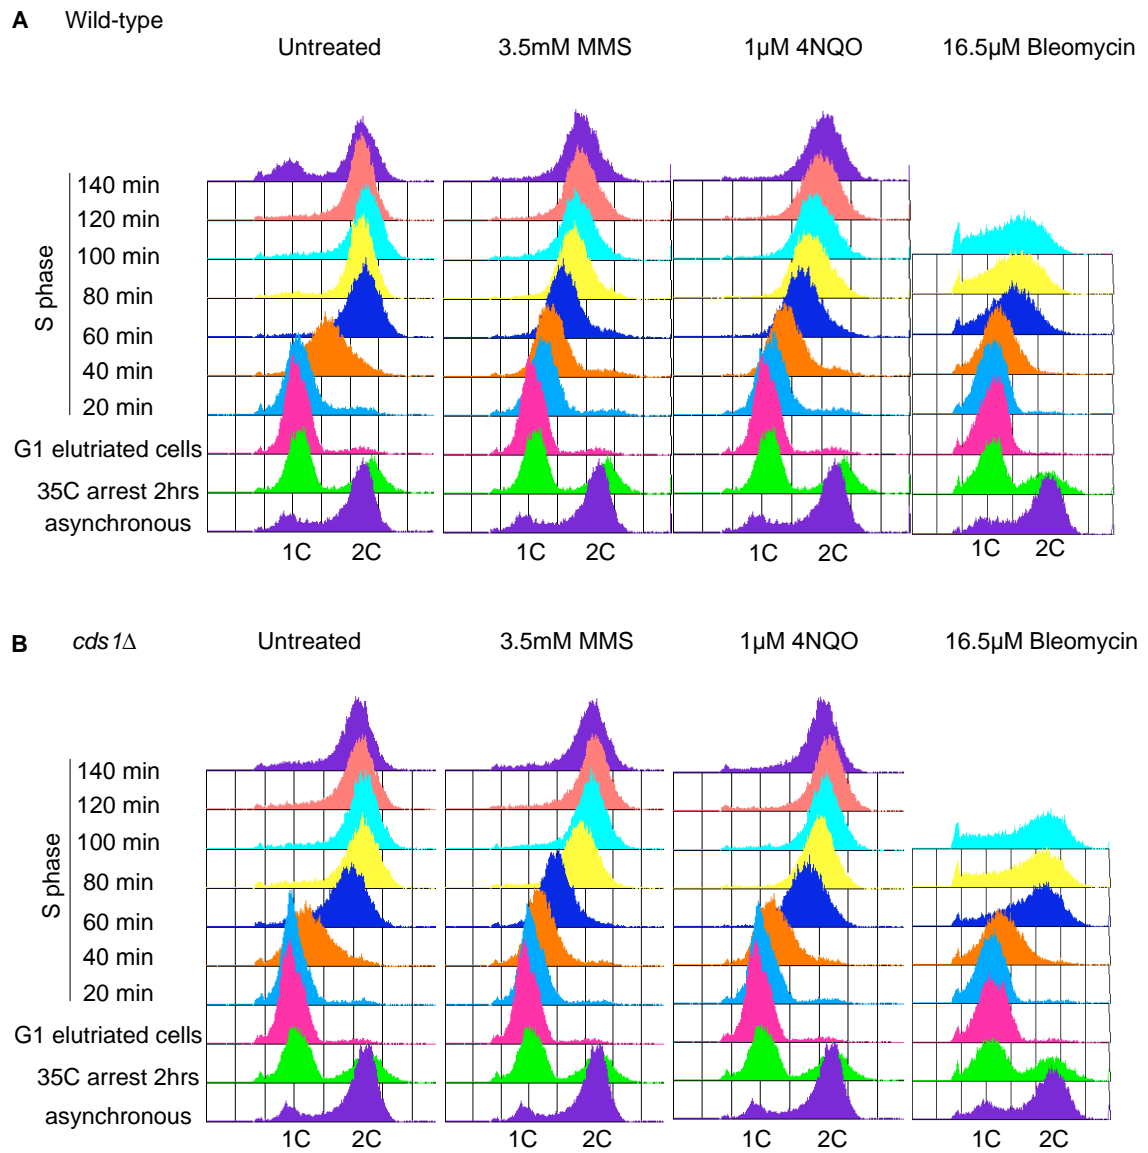 A Wild-type
Untreated 3.5mM MMS 1µM 4NQO 16.5µM Bleomycin
S phase
140 min
120 min
100 min
80 min
60 min
40 min
20 min
G1 elutriated cells
35C arrest 2hrs
asynchronous
1C 2C 1C 2C 1C 2C 1C 2C
B cds1Δ Untreated 3.5mM MMS 1µM 4NQO 16.5µM Bleomycin
S phase
140 min
120 min
100 min
80 min
60 min
40 min
20 min
G1 elutriated cells
35C arrest 2hrs
asynchronous
1C 2C 1C 2C 1C 2C 1C 2C